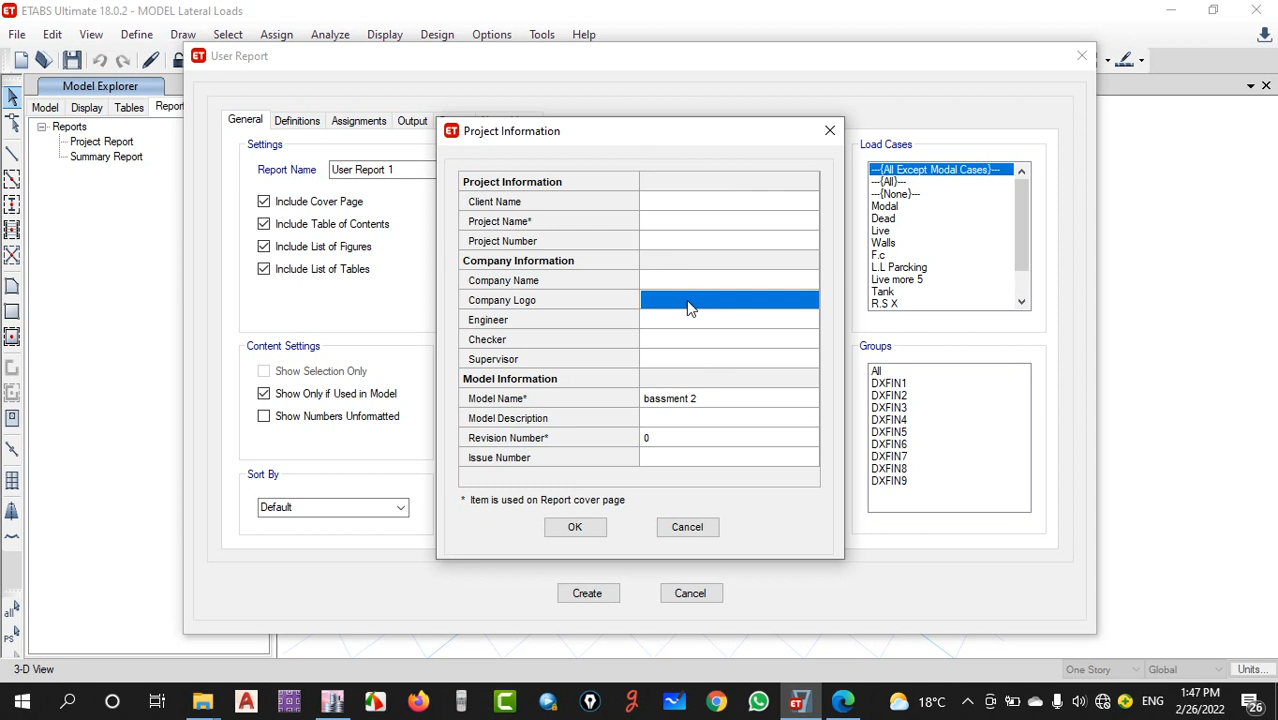 ETABS Ultimate 18.0.2 - MODEL Lateral Loads
File Edit View Define Draw Select Assign Analyze Display Design Options Tools Help
Model Explorer
Model Display Tables Report
Reports
Project Report
Summary Report
User Report
General Definitions Assignments Output
Settings
Report Name User Report 1
Include Cover Page
Include Table of Contents
Include List of Figures
Include List of Tables
Content Settings
Show Selection Only
Show Only if Used in Model
Show Numbers Unformatted
Sort By
Default
Project Information
Project Information
Client Name
Project Name*
Project Number
Company Information
Company Name
Company Logo
Engineer
Checker
Supervisor
Model Information
Model Name* bassment 2
Model Description
Revision Number* 0
Issue Number
* Item is used on Report cover page
OK Cancel
Load Cases
---{All Except Modal Cases}---
---{All}---
---{None}---
Modal
Dead
Live
Walls
F.c
L.L Parcking
Live more 5
Tank
R.S X
Groups
All
DXFIN1
DXFIN2
DXFIN3
DXFIN4
DXFIN5
DXFIN6
DXFIN7
DXFIN8
DXFIN9
Create Cancel
all
PS
3-D View One Story Global Units...
18°C ENG 1:47 PM
2/26/2022 26